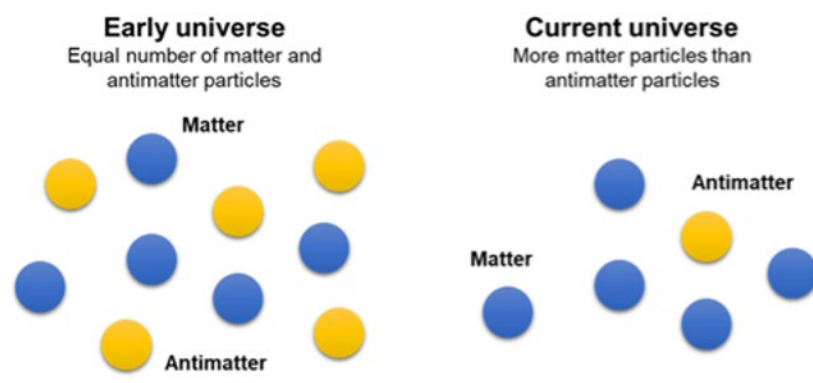 Early universe
Equal number of matter and
antimatter particles
Matter
Antimatter
Current universe
More matter particles than
antimatter particles
Antimatter
Matter